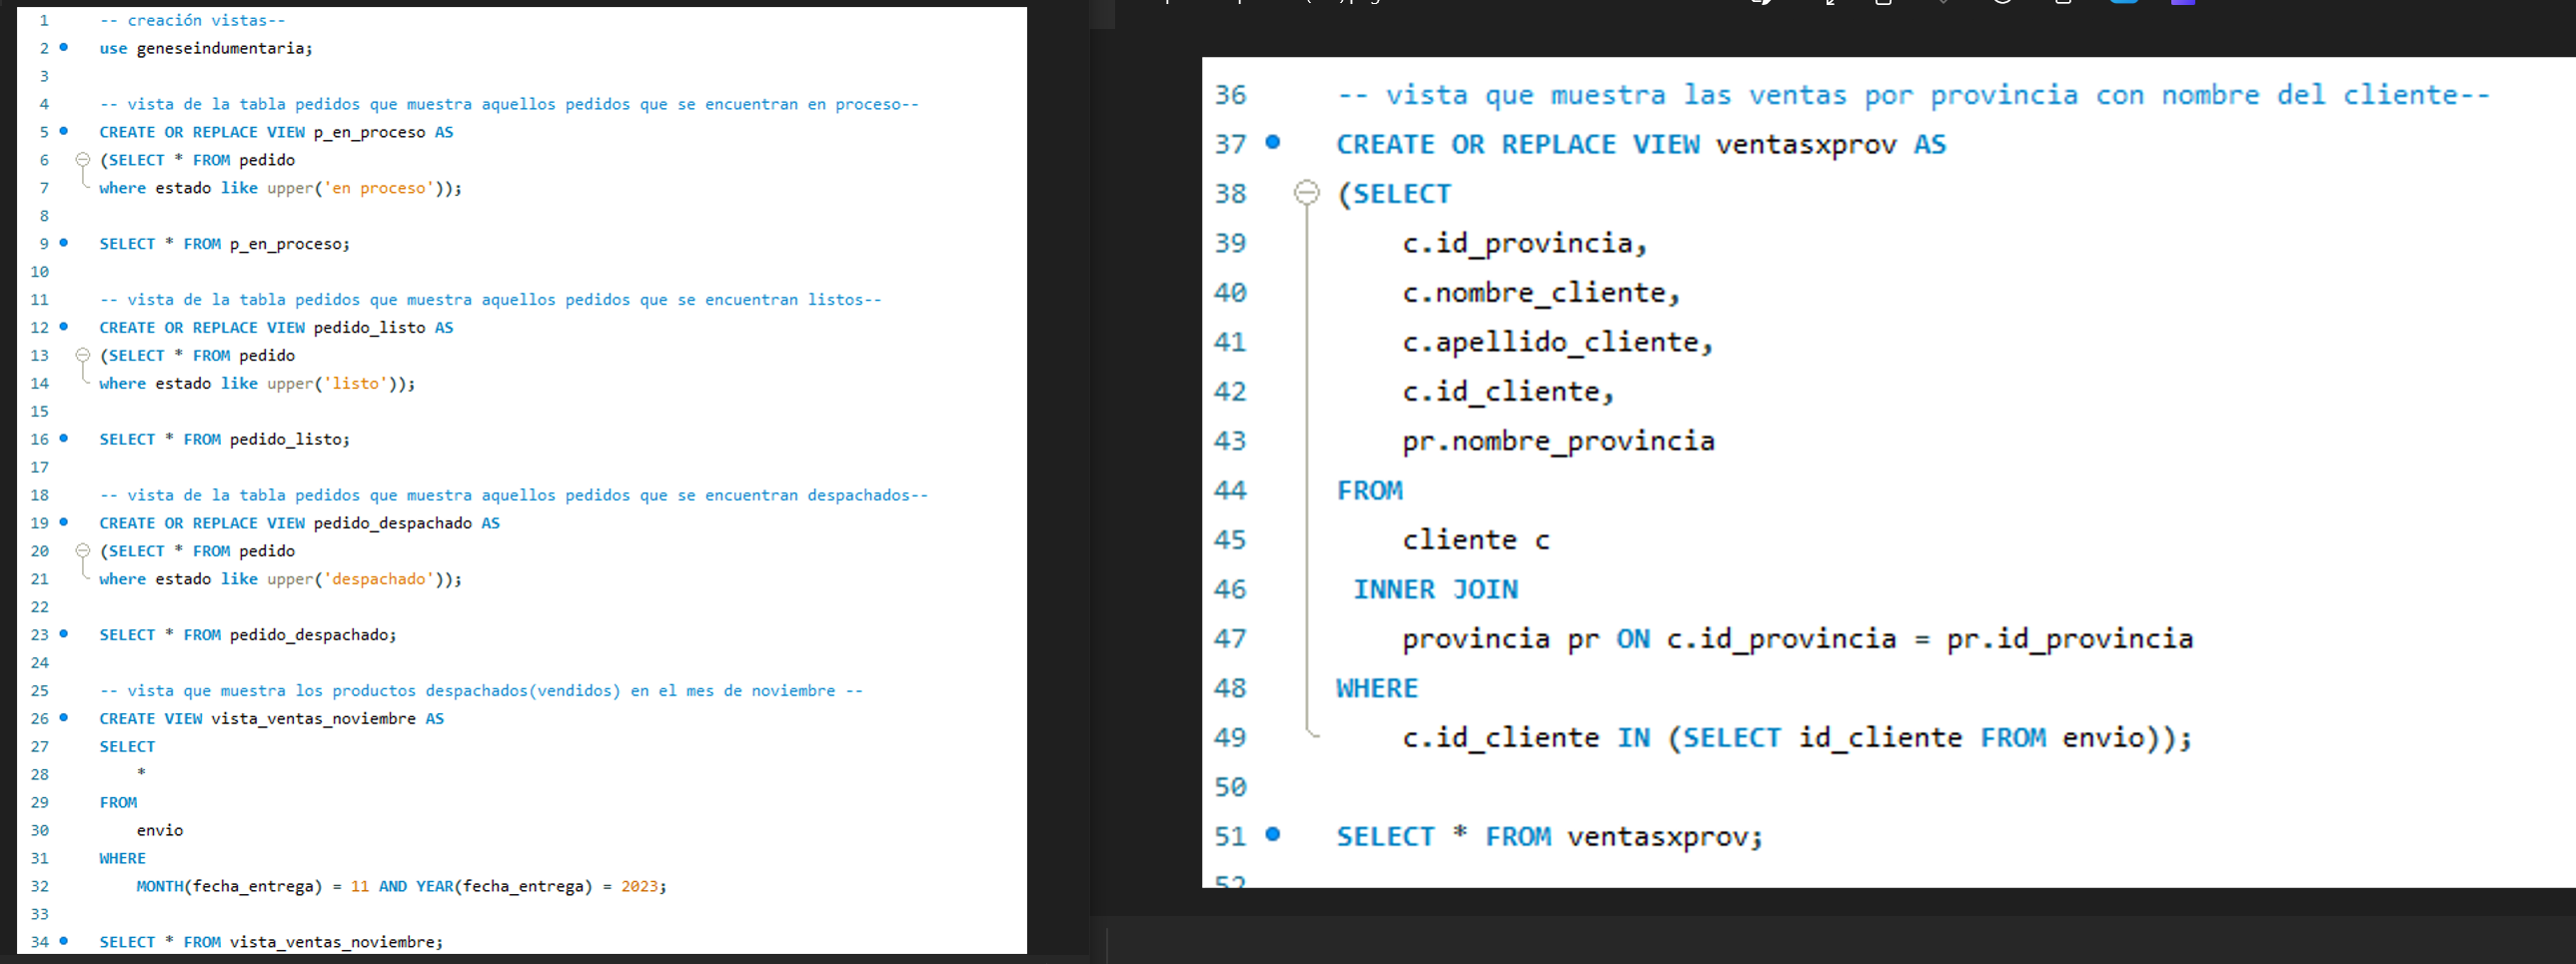 1 -- creación vistas--
2 use geneseindumentaria;
3
4 -- vista de la tabla pedidos que muestra aquellos pedidos que se encuentran en proceso--
5 CREATE OR REPLACE VIEW p_en_proceso AS
6 (SELECT * FROM pedido
7 where estado like upper('en proceso'));
8
9 SELECT * FROM p_en_proceso;
10
11 -- vista de la tabla pedidos que muestra aquellos pedidos que se encuentran listos--
12 CREATE OR REPLACE VIEW pedido_listo AS
13 (SELECT * FROM pedido
14 where estado like upper('listo'));
15
16 SELECT * FROM pedido_listo;
17
18 -- vista de la tabla pedidos que muestra aquellos pedidos que se encuentran despachados--
19 CREATE OR REPLACE VIEW pedido_despachado AS
20 (SELECT * FROM pedido
21 where estado like upper('despachado'));
22
23 SELECT * FROM pedido_despachado;
24
25 -- vista que muestra los productos despachados(vendidos) en el mes de noviembre --
26 CREATE VIEW vista_ventas_noviembre AS
27 SELECT
28 *
29 FROM
30 envio
31 WHERE
32 MONTH(fecha_entrega) = 11 AND YEAR(fecha_entrega) = 2023;
33
34 SELECT * FROM vista_ventas_noviembre;
36 -- vista que muestra las ventas por provincia con nombre del cliente--
37 CREATE OR REPLACE VIEW ventasxprov AS
38 (SELECT
39 c.id_provincia,
40 c.nombre_cliente,
41 c.apellido_cliente,
42 c.id_cliente,
43 pr.nombre_provincia
44 FROM
45 cliente c
46 INNER JOIN
47 provincia pr ON c.id_provincia = pr.id_provincia
48 WHERE
49 c.id_cliente IN (SELECT id_cliente FROM envio));
50
51 SELECT * FROM ventasxprov;
52